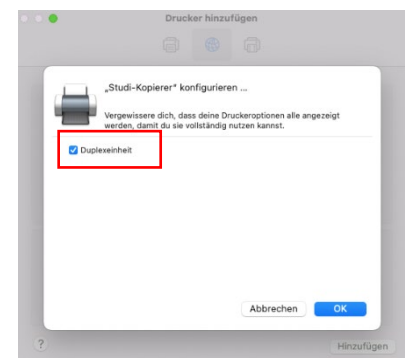 Drucker hinzufügen
„Studi-Kopierer“ konfigurieren ...
Vergewissere dich, dass deine Druckeroptionen alle angezeigt
werden, damit du sie vollständig nutzen kannst.
Duplexeinheit
Abbrechen OK
? Hinzufügen